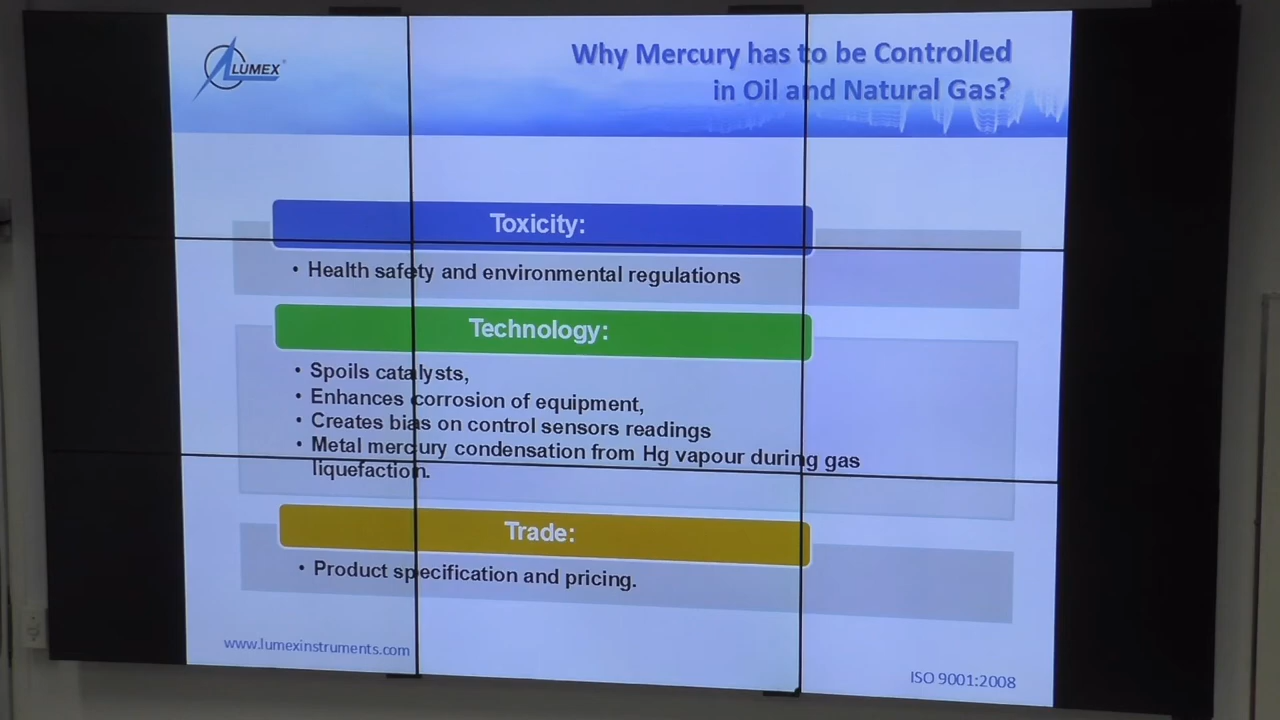 LUMEX
Why Mercury has to be Controlled
in Oil and Natural Gas?
Toxicity:
• Health safety and environmental regulations
Technology:
• Spoils catalysts,
• Enhances corrosion of equipment,
• Creates bias on control sensors readings
• Metal mercury condensation from Hg vapour during gas
liquefaction.
Trade:
• Product specification and pricing.
www.lumexinstruments.com
ISO 9001:2008